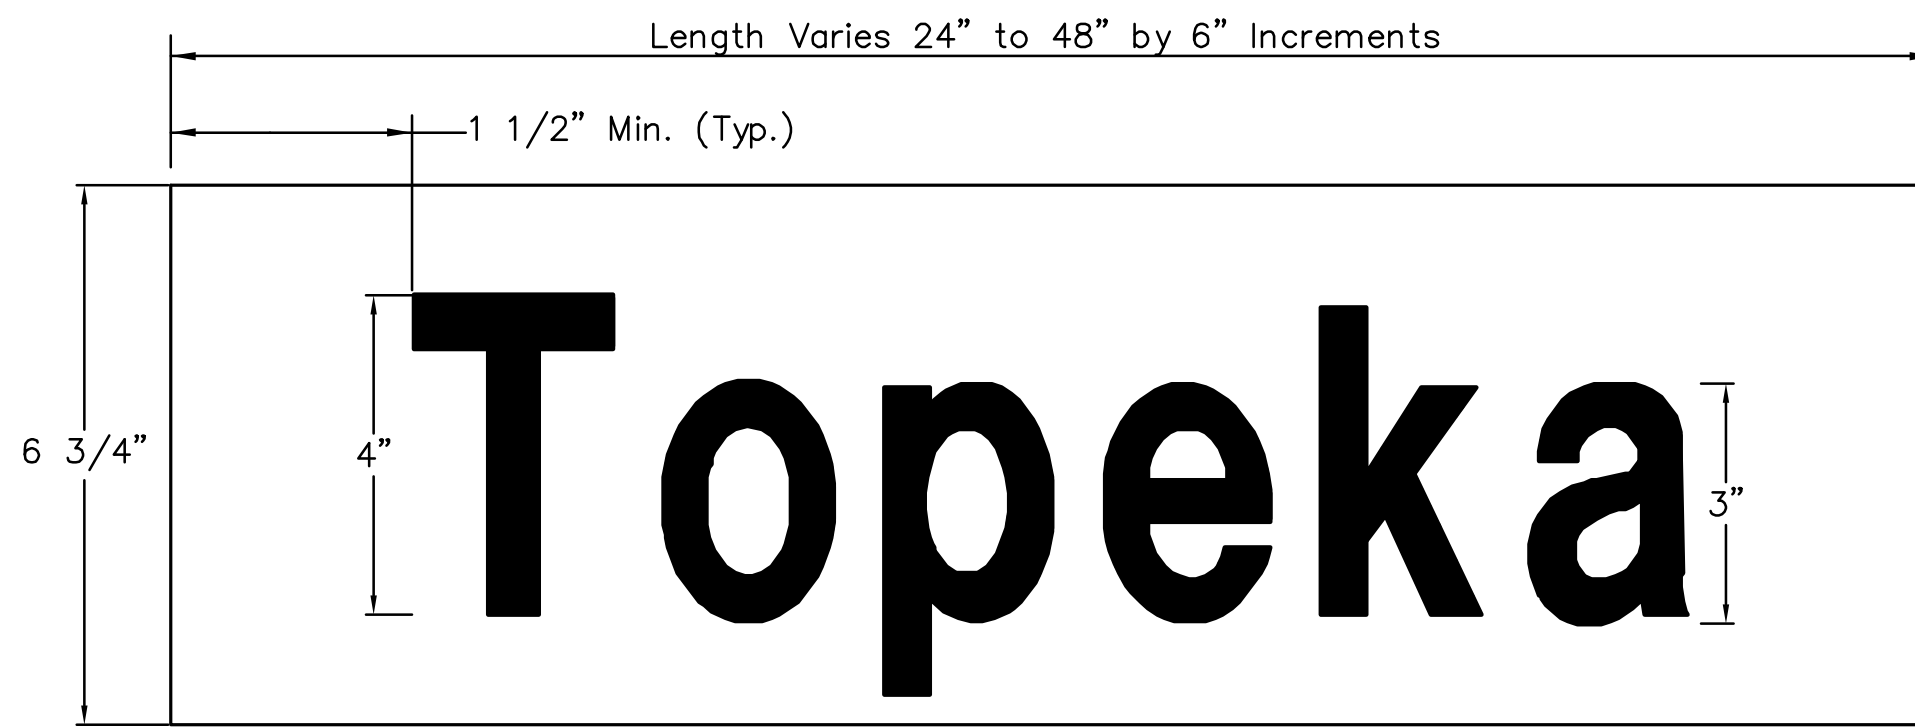 Length Varies 24” to 48” by 6” Increments
1 1/2” Min. (Typ.)
6 3/4”
4”
Topeka
3”